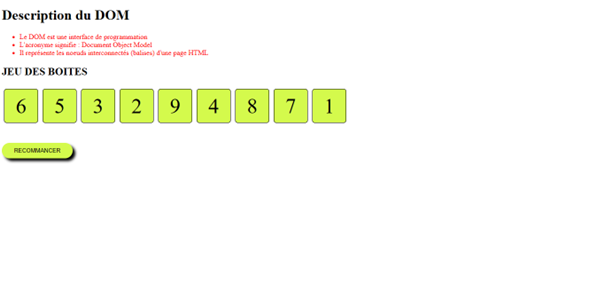 Description du DOM
Le DOM est une interface de programmation
L'acronyme signifie : Document Object Model
Il représente les noeuds interconnectés (balises) d'une page HTML
JEU DES BOITES
6 5 3 2 9 4 8 7 1
RECOMMANCER